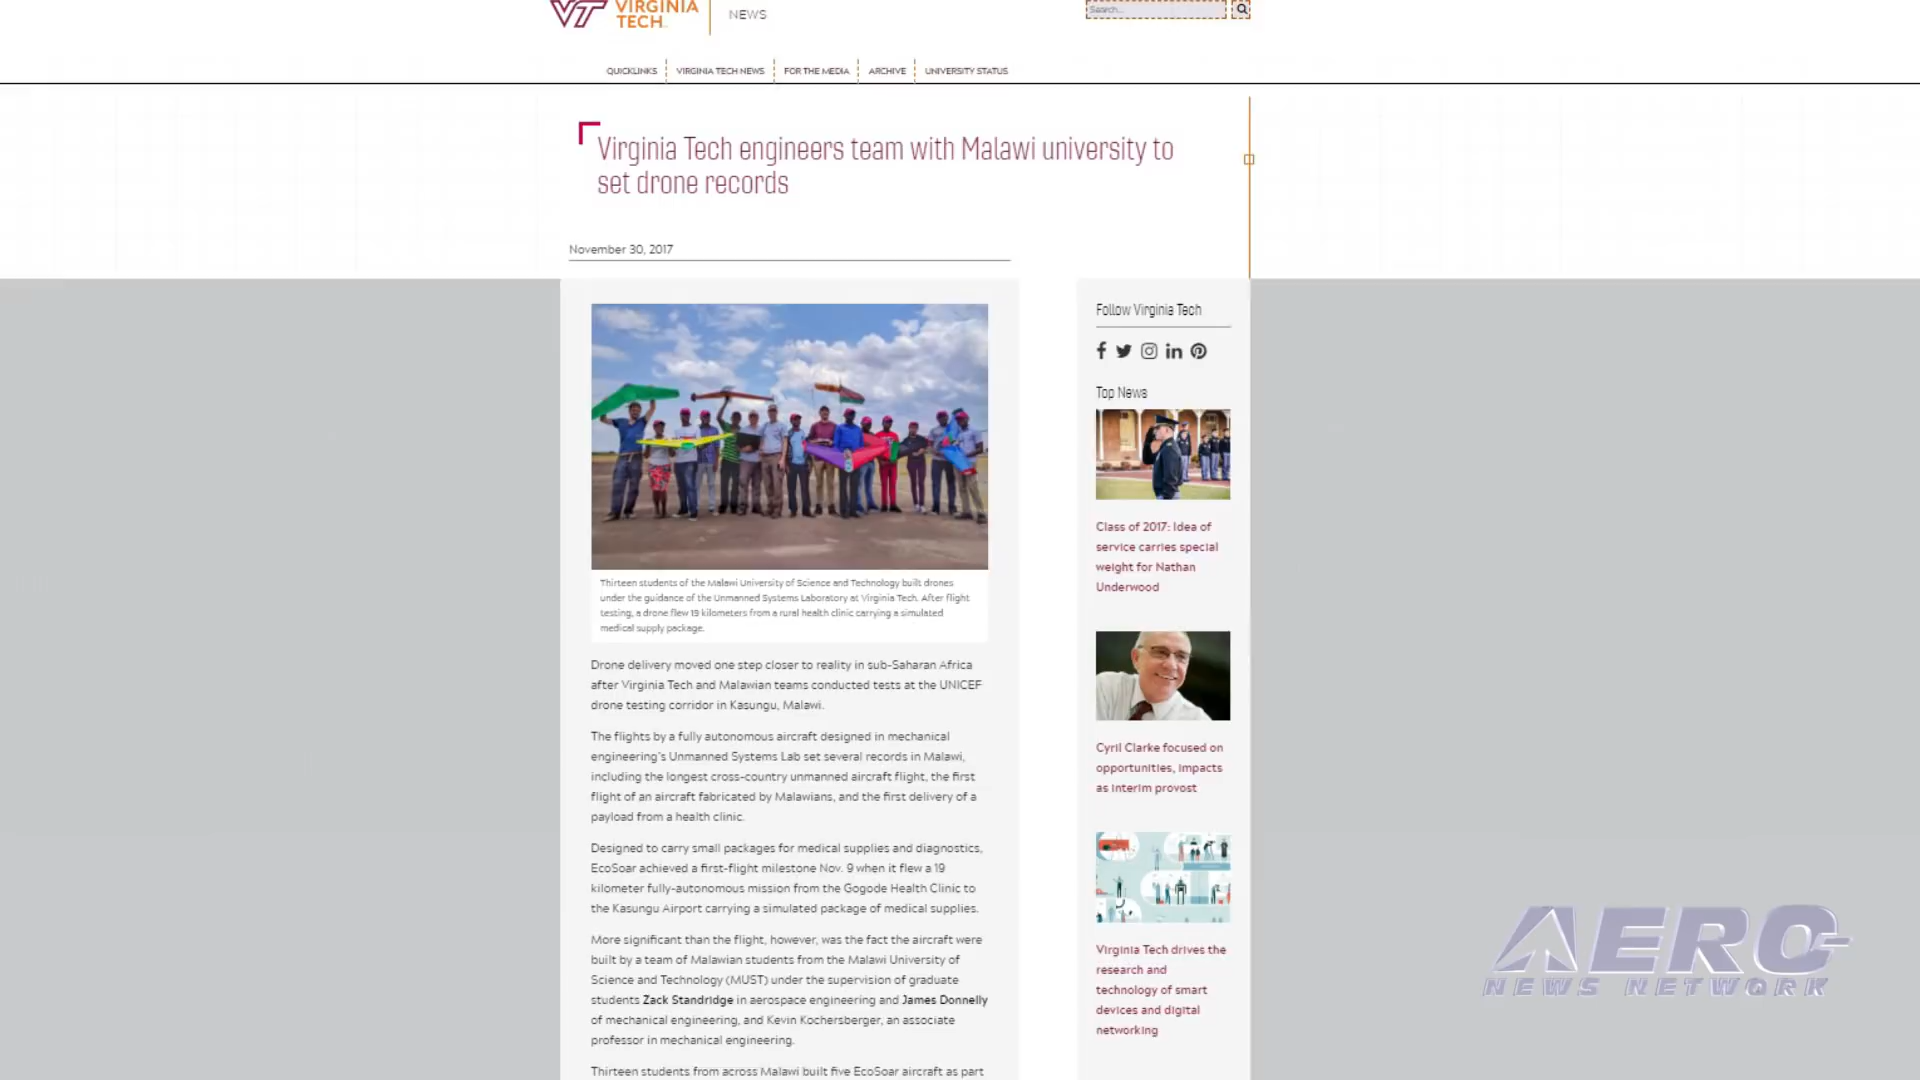 VT VIRGINIA TECH NEWS
Search...
QUICKLINKS VIRGINIA TECH NEWS FOR THE MEDIA ARCHIVE UNIVERSITY STATUS
Virginia Tech engineers team with Malawi university to
set drone records
November 30, 2017
Thirteen students of the Malawi University of Science and Technology built drones
under the guidance of the Unmanned Systems Laboratory at Virginia Tech. After flight
testing, a drone flew 19 kilometers from a rural health clinic carrying a simulated
medical supply package.
Drone delivery moved one step closer to reality in sub-Saharan Africa
after Virginia Tech and Malawian teams conducted tests at the UNICEF
drone testing corridor in Kasungu, Malawi.
The flights by a fully autonomous aircraft designed in mechanical
engineering's Unmanned Systems Lab set several records in Malawi,
including the longest cross-country unmanned aircraft flight, the first
flight of an aircraft fabricated by Malawians, and the first delivery of a
payload from a health clinic.
Designed to carry small packages for medical supplies and diagnostics,
EcoSoar achieved a first-flight milestone Nov. 9 when it flew a 19
kilometer fully-autonomous mission from the Gogode Health Clinic to
the Kasungu Airport carrying a simulated package of medical supplies.
More significant than the flight, however, was the fact the aircraft were
built by a team of Malawian students from the Malawi University of
Science and Technology (MUST) under the supervision of graduate
students Zack Standridge in aerospace engineering and James Donnelly
of mechanical engineering, and Kevin Kochersberger, an associate
professor in mechanical engineering.
Thirteen students from across Malawi built five EcoSoar aircraft as part
Follow Virginia Tech
Top News
Class of 2017: Idea of
service carries special
weight for Nathan
Underwood
Cyril Clarke focused on
opportunities, impacts
as interim provost
Virginia Tech drives the
research and
technology of smart
devices and digital
networking
AERO
NEWS NETWORK